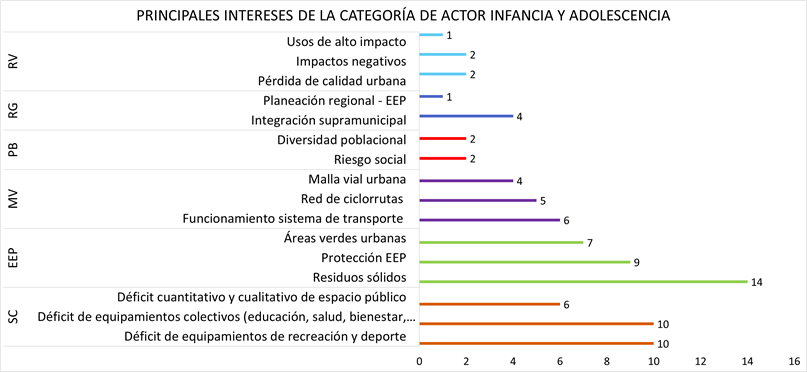 PRINCIPALES INTERESES DE LA CATEGORÍA DE ACTOR INFANCIA Y ADOLESCENCIA
RV
Usos de alto impacto 1
Impactos negativos 2
Pérdida de calidad urbana 2
RG
Planeación regional - EEP 1
Integración supramunicipal 4
PB
Diversidad poblacional 2
Riesgo social 2
MV
Malla vial urbana 4
Red de ciclorrutas 5
Funcionamiento sistema de transporte 6
EEP
Áreas verdes urbanas 7
Protección EEP 9
Residuos sólidos 14
SC
Déficit cuantitativo y cualitativo de espacio público 6
Déficit de equipamientos colectivos (educación, salud, bienestar,... 10
Déficit de equipamientos de recreación y deporte 10
0 2 4 6 8 10 12 14 16